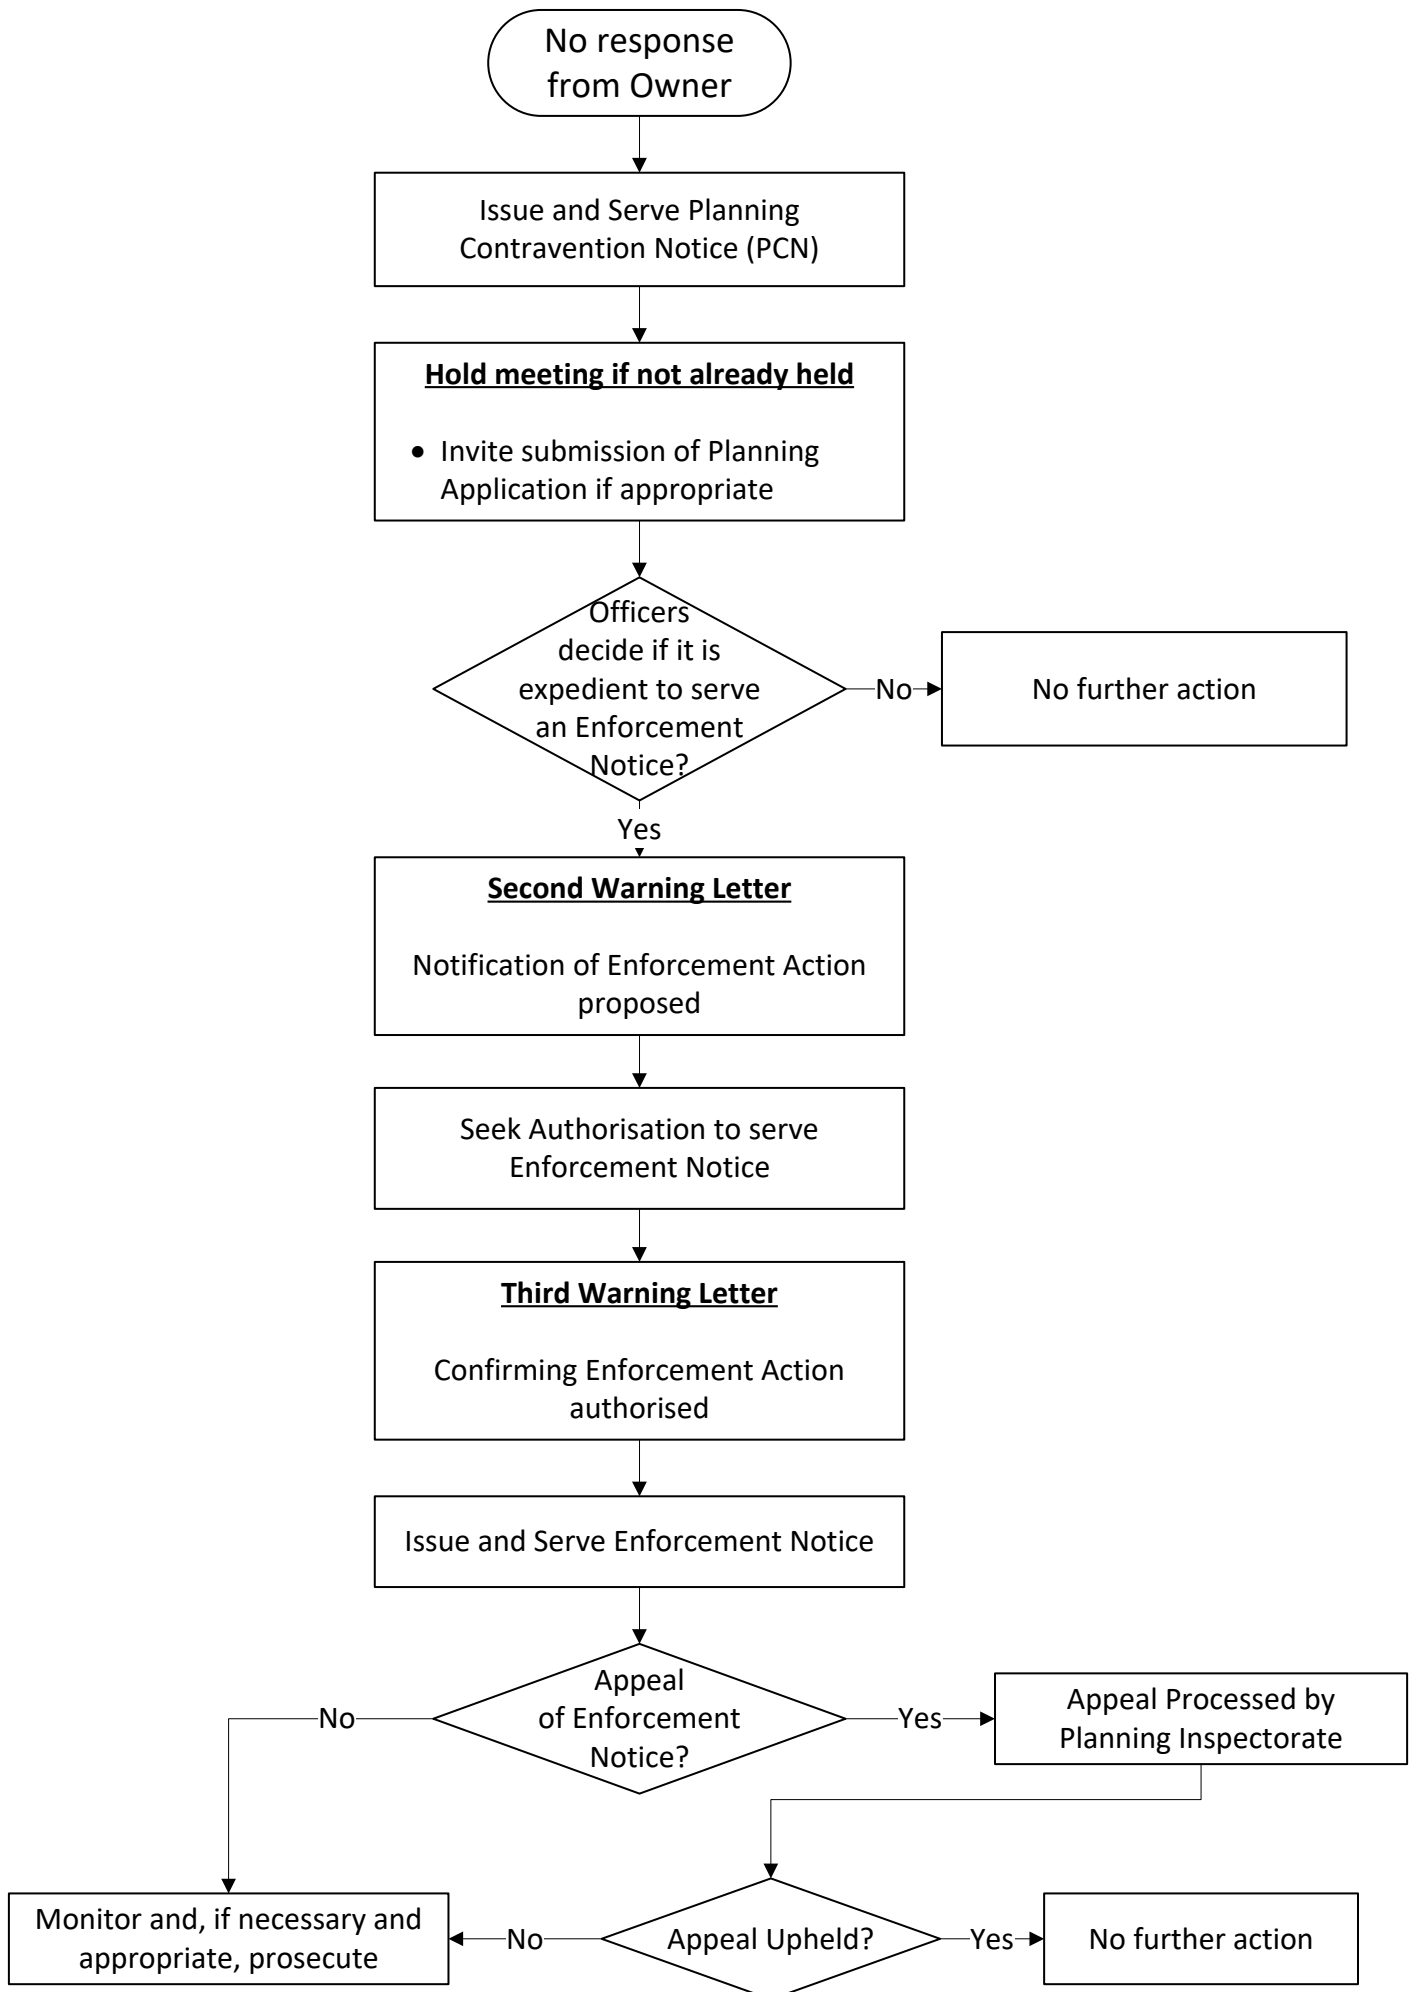 No response
from Owner
Issue and Serve Planning
Contravention Notice (PCN)
Hold meeting if not already held
• Invite submission of Planning
Application if appropriate
Officers
decide if it is
expedient to serve
an Enforcement
Notice?
No
No further action
Yes
Second Warning Letter
Notification of Enforcement Action
proposed
Seek Authorisation to serve
Enforcement Notice
Third Warning Letter
Confirming Enforcement Action
authorised
Issue and Serve Enforcement Notice
Appeal
of Enforcement
Notice?
No
Yes
Appeal Processed by
Planning Inspectorate
Monitor and, if necessary and
appropriate, prosecute
No
Appeal Upheld?
Yes
No further action